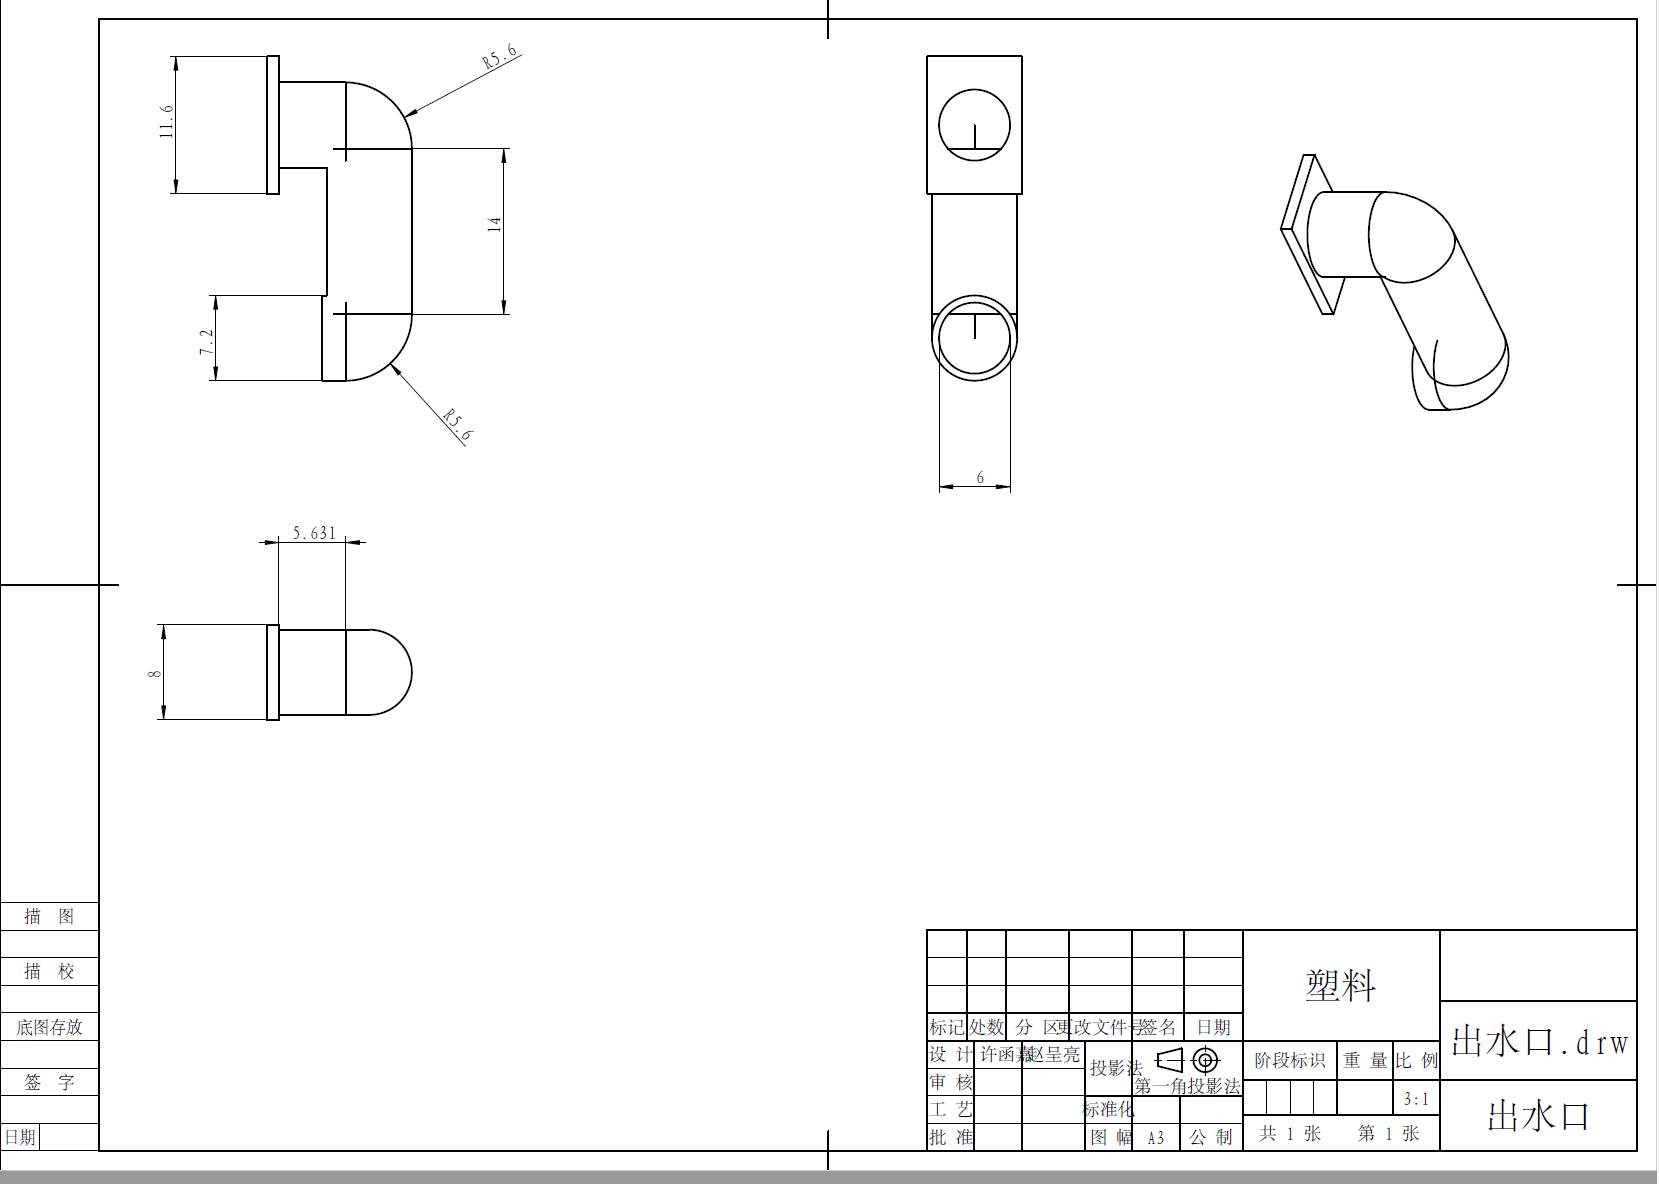 R5.6
11.6
14
7.2
R5.6
6
5.631
8
描 图
描 校
底图存放
签 字
日期
标记 处数 分 区 更改文件号 签名 日期
设 计 许函嘉 赵呈亮
审 核
工 艺
批 准
投影法
第一角投影法
标准化
图 幅 A3 公 制
塑料
阶段标识 重 量 比 例
3:1
共 1 张 第 1 张
出水口.drw
出水口